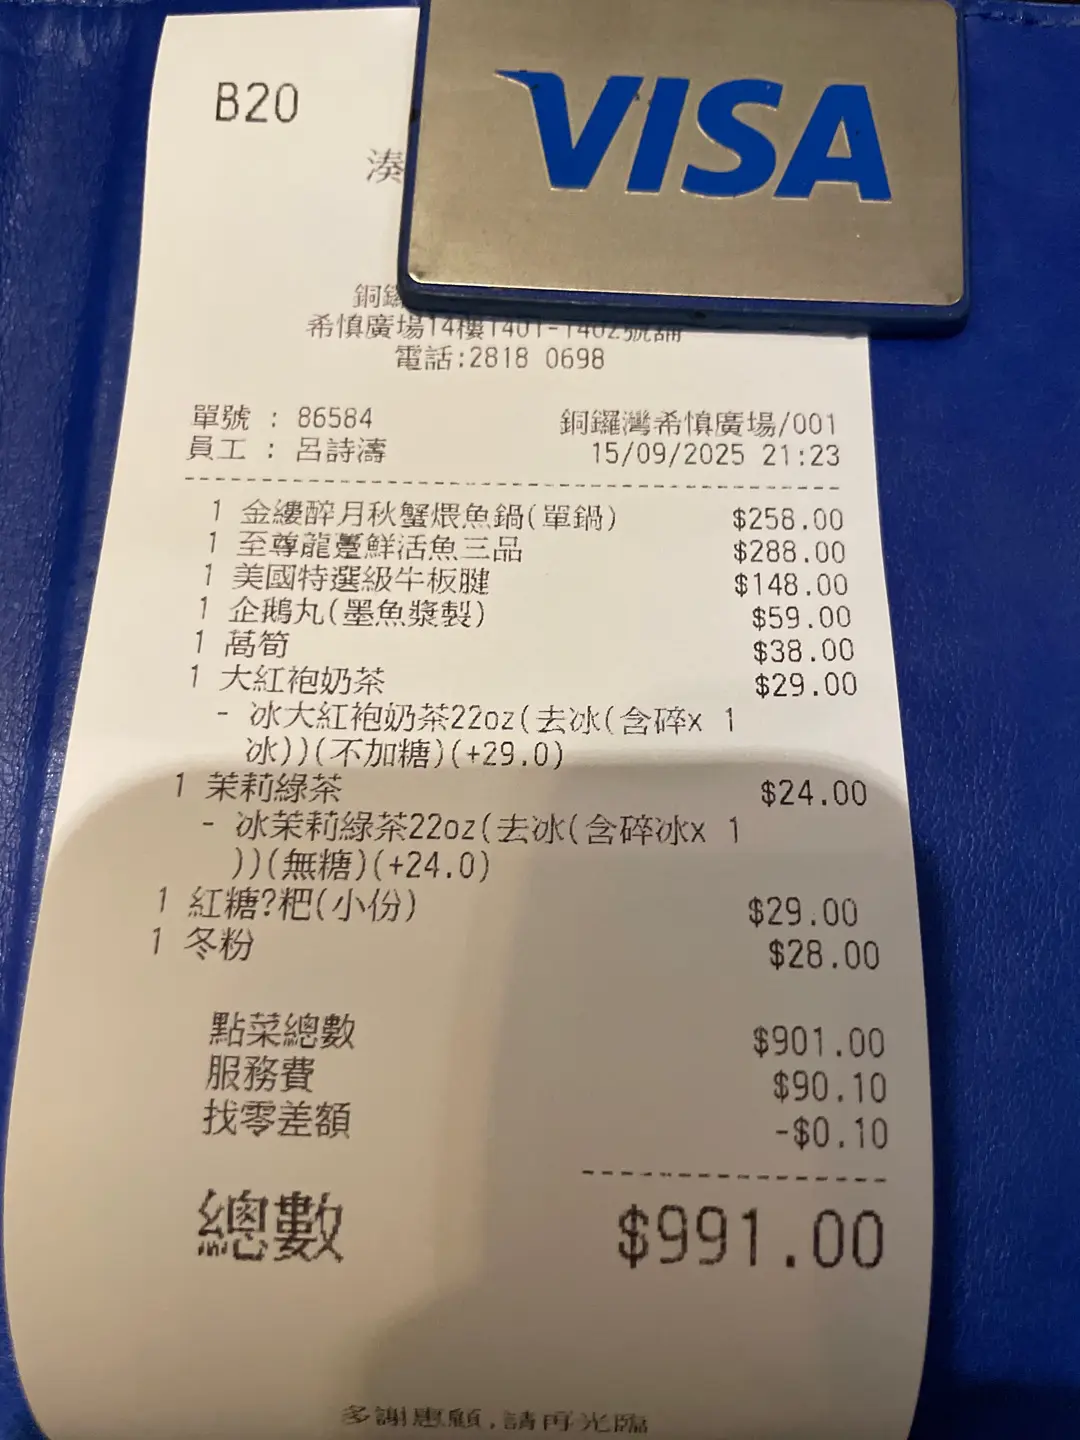 VISA
B20
湊
銅鑼
希慎廣場14樓1401-1402號舖
電話:2818 0698
單號 : 86584 銅鑼灣希慎廣場/001
員工 : 呂詩濤 15/09/2025 21:23
1 金縷醉月秋蟹煨魚鍋(單鍋) $258.00
1 至尊龍躉鮮活魚三品 $288.00
1 美國特選級牛板腱 $148.00
1 企鵝丸(墨魚漿製) $59.00
1 萵筍 $38.00
1 大紅袍奶茶 $29.00
- 冰大紅袍奶茶22oz(去冰(含碎x 1
冰))(不加糖)(+29.0)
1 茉莉綠茶 $24.00
- 冰茉莉綠茶22oz(去冰(含碎冰x 1
))(無糖)(+24.0)
1 紅糖?粑(小份) $29.00
1 冬粉 $28.00
點菜總數 $901.00
服務費 $90.10
找零差額 -$0.10
總數 $991.00
多謝惠顧,請再光臨